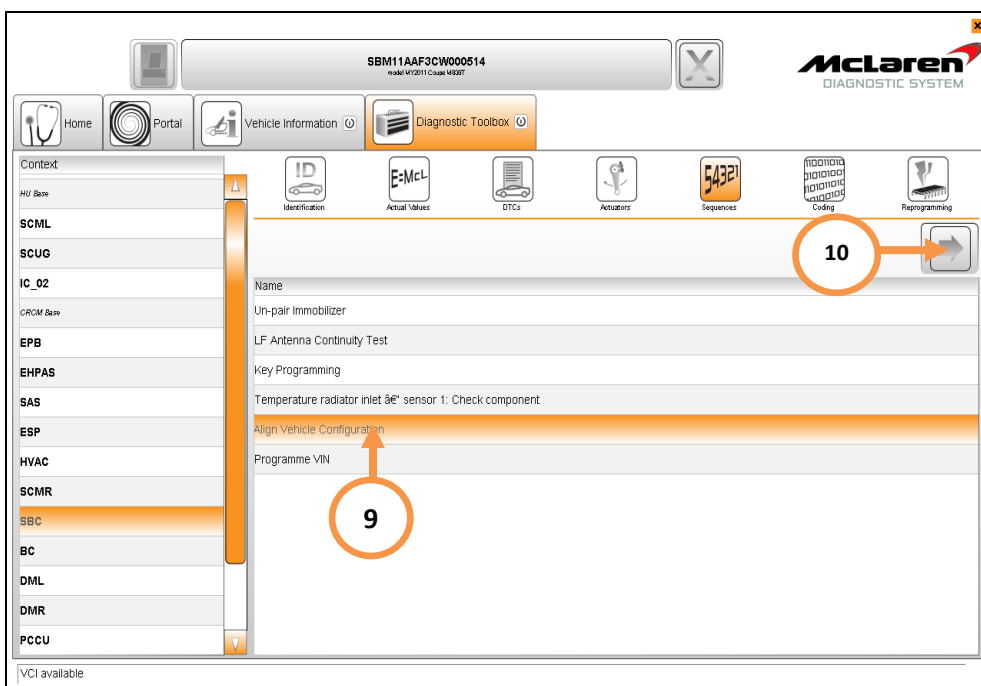 SBM11AAF3CW000514
model MY2011 Coupe M838T
X
McLaren
DIAGNOSTIC SYSTEM
Home
Portal
Vehicle Information
Diagnostic Toolbox
Context
HU Base
SCML
SCUG
IC_02
CRCM Base
EPB
EHPAS
SAS
ESP
HVAC
SCMR
SBC
BC
DML
DMR
PCCU
ID
Identification
E=McL
Actual Values
DTCs
Actuators
54321
Sequences
Coding
Reprogramming
10
Name
Un-pair Immobilizer
LF Antenna Continuity Test
Key Programming
Temperature radiator inlet â€“ sensor 1: Check component
Align Vehicle Configuration
Programme VIN
9
VCI available